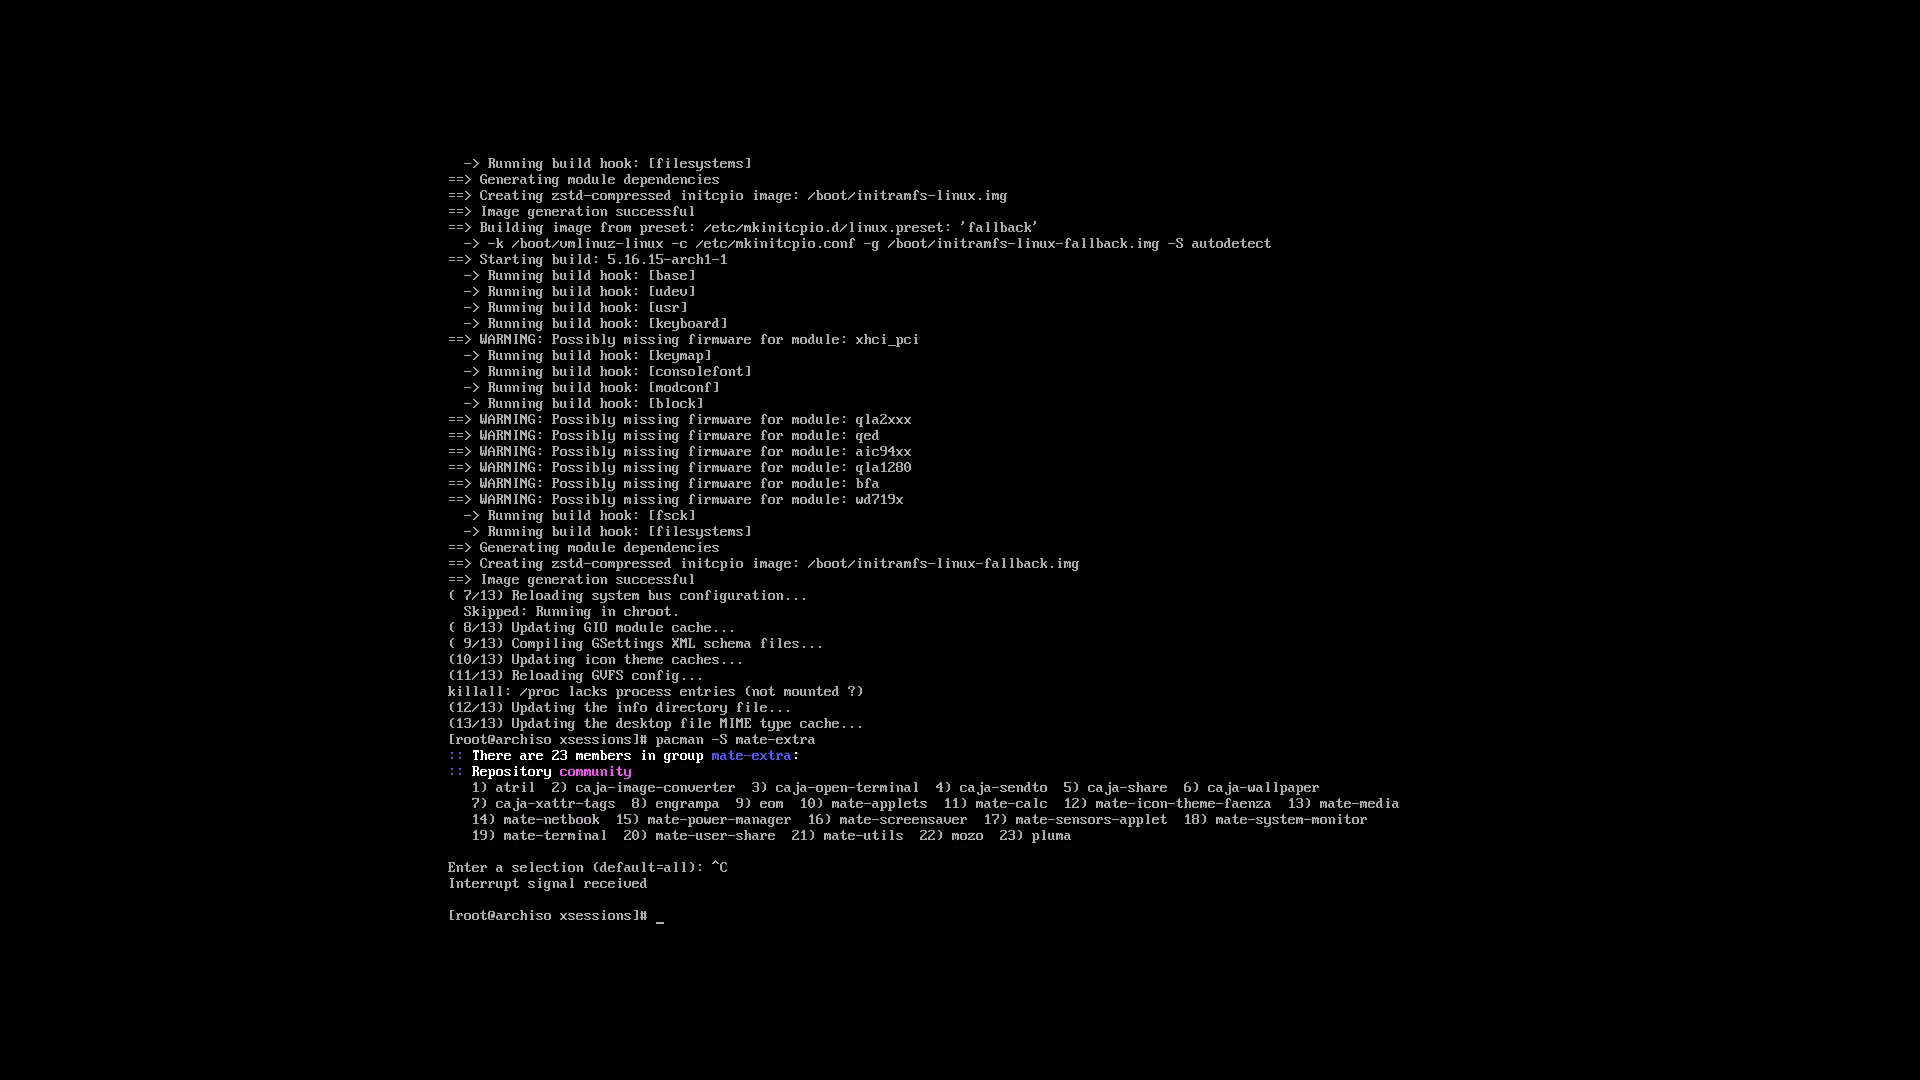 -> Running build hook: [filesystems]
==> Generating module dependencies
==> Creating zstd-compressed initcpio image: /boot/initramfs-linux.img
==> Image generation successful
==> Building image from preset: /etc/mkinitcpio.d/linux.preset: 'fallback'
  -> -k /boot/vmlinuz-linux -c /etc/mkinitcpio.conf -g /boot/initramfs-linux-fallback.img -S autodetect
==> Starting build: 5.16.15-arch1-1
  -> Running build hook: [base]
  -> Running build hook: [udev]
  -> Running build hook: [usr]
  -> Running build hook: [keyboard]
==> WARNING: Possibly missing firmware for module: xhci_pci
  -> Running build hook: [keymap]
  -> Running build hook: [consolefont]
  -> Running build hook: [modconf]
  -> Running build hook: [block]
==> WARNING: Possibly missing firmware for module: qla2xxx
==> WARNING: Possibly missing firmware for module: qed
==> WARNING: Possibly missing firmware for module: aic94xx
==> WARNING: Possibly missing firmware for module: qla1280
==> WARNING: Possibly missing firmware for module: bfa
==> WARNING: Possibly missing firmware for module: wd719x
  -> Running build hook: [fsck]
  -> Running build hook: [filesystems]
==> Generating module dependencies
==> Creating zstd-compressed initcpio image: /boot/initramfs-linux-fallback.img
==> Image generation successful
( 7/13) Reloading system bus configuration...
  Skipped: Running in chroot.
( 8/13) Updating GIO module cache...
( 9/13) Compiling GSettings XML schema files...
(10/13) Updating icon theme caches...
(11/13) Reloading GVFS config...
killall: /proc lacks process entries (not mounted ?)
(12/13) Updating the info directory file...
(13/13) Updating the desktop file MIME type cache...
[root@archiso xsessions]# pacman -S mate-extra
:: There are 23 members in group mate-extra:
:: Repository community
   1) atril  2) caja-image-converter  3) caja-open-terminal  4) caja-sendto  5) caja-share  6) caja-wallpaper
   7) caja-xattr-tags  8) engrampa  9) eom  10) mate-applets  11) mate-calc  12) mate-icon-theme-faenza  13) mate-media
   14) mate-netbook  15) mate-power-manager  16) mate-screensaver  17) mate-sensors-applet  18) mate-system-monitor
   19) mate-terminal  20) mate-user-share  21) mate-utils  22) mozo  23) pluma
Enter a selection (default=all): ^C
Interrupt signal received
[root@archiso xsessions]# _